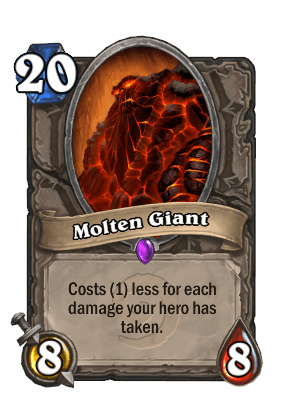 20
Molten Giant
Costs (1) less for each
damage your hero has
taken.
8
8